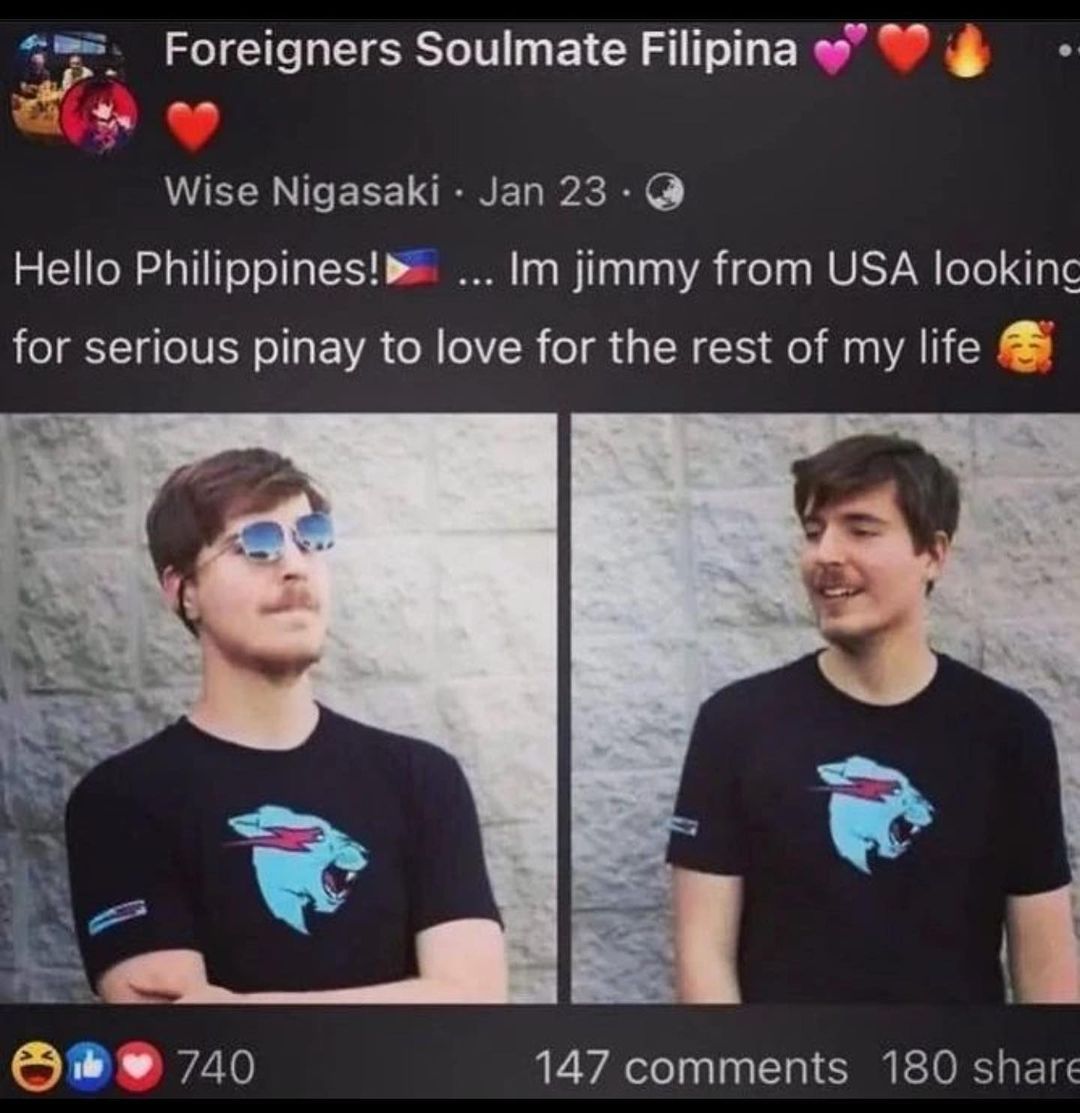 Foreigners Soulmate Filipina 💕❤️🔥
❤️
Wise Nigasaki · Jan 23 ·
Hello Philippines!🇵🇭 ... Im jimmy from USA looking
for serious pinay to love for the rest of my life 🥰
740
147 comments 180 share